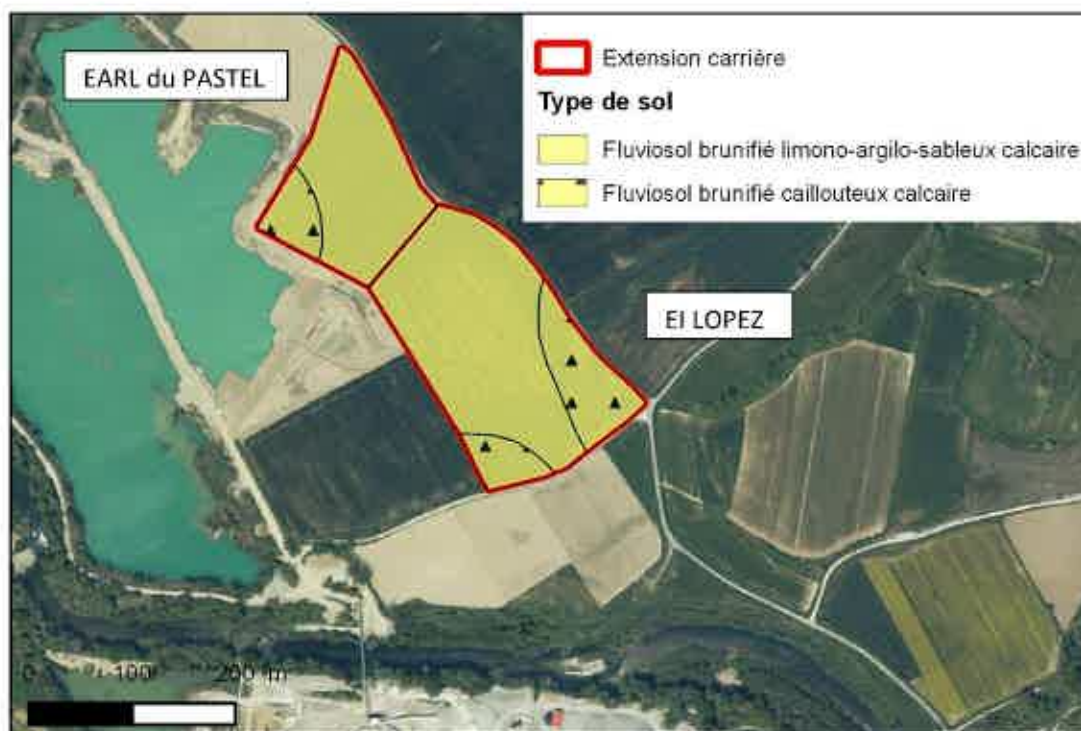 EARL du PASTEL
Extension carrière
Type de sol
Fluviosol brunifié limono-argilo-sableux calcaire
Fluviosol brunifié caillouteux calcaire
EI LOPEZ
0 100 200 m